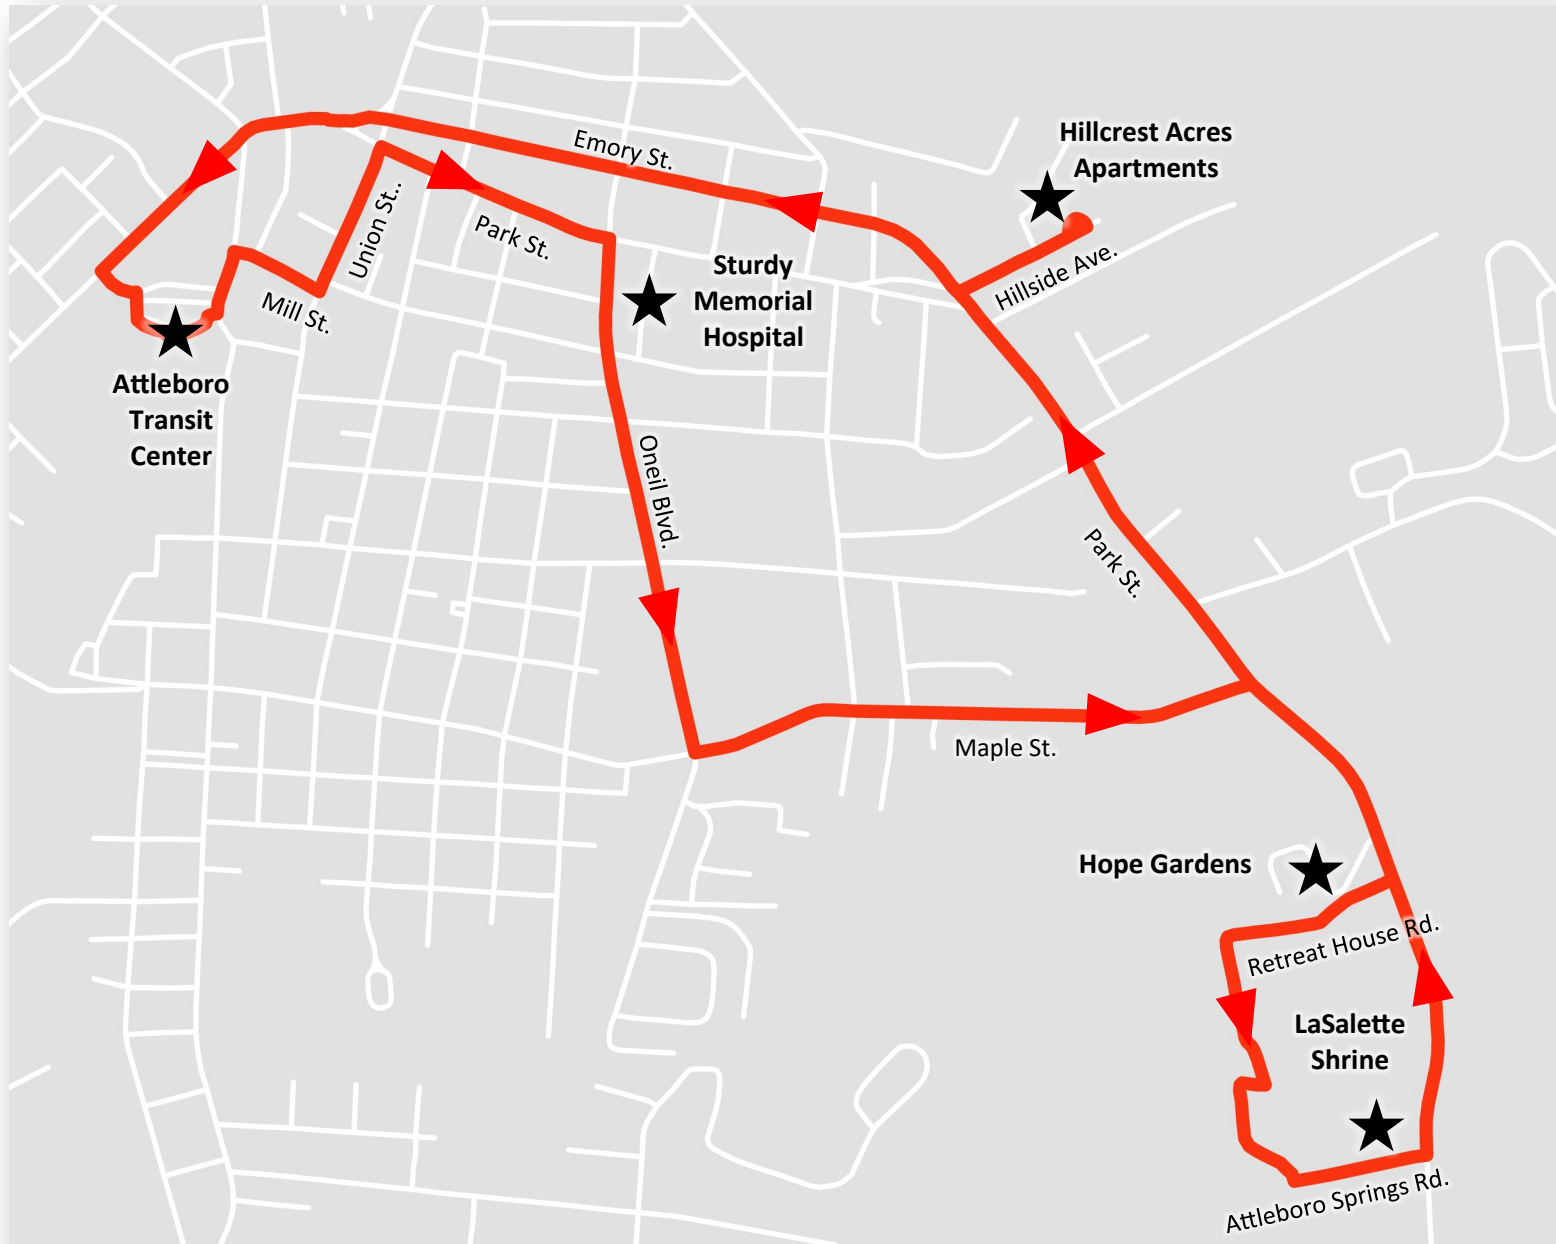 Emory St.
Hillcrest Acres
Apartments
Union St..
Park St.
Hillside Ave.
Sturdy
Memorial
Hospital
Mill St.
Attleboro
Transit
Center
Oneil Blvd.
Park St.
Maple St.
Hope Gardens
Retreat House Rd.
LaSalette
Shrine
Attleboro Springs Rd.